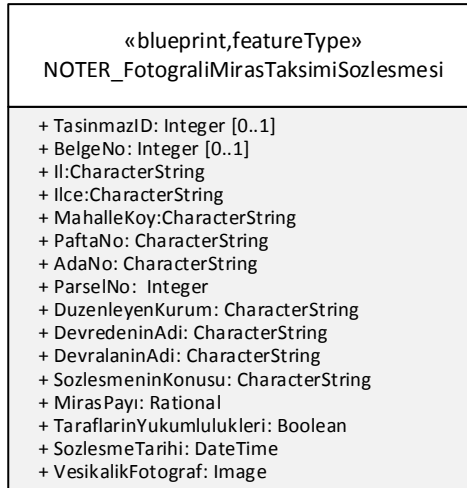 «blueprint,featureType»
NOTER_FotograliMirasTaksimiSozlesmesi
+ TasinmazID: Integer [0..1]
+ BelgeNo: Integer [0..1]
+ Il:CharacterString
+ Ilce:CharacterString
+ MahalleKoy:CharacterString
+ PaftaNo: CharacterString
+ AdaNo: CharacterString
+ ParselNo:  Integer
+ DuzenleyenKurum: CharacterString
+ DevredeninAdi: CharacterString
+ DevralaninAdi: CharacterString
+ SozlesmeninKonusu: CharacterString
+ MirasPayı: Rational
+ TaraflarinYukumlulukleri: Boolean
+ SozlesmeTarihi: DateTime
+ VesikalikFotograf: Image